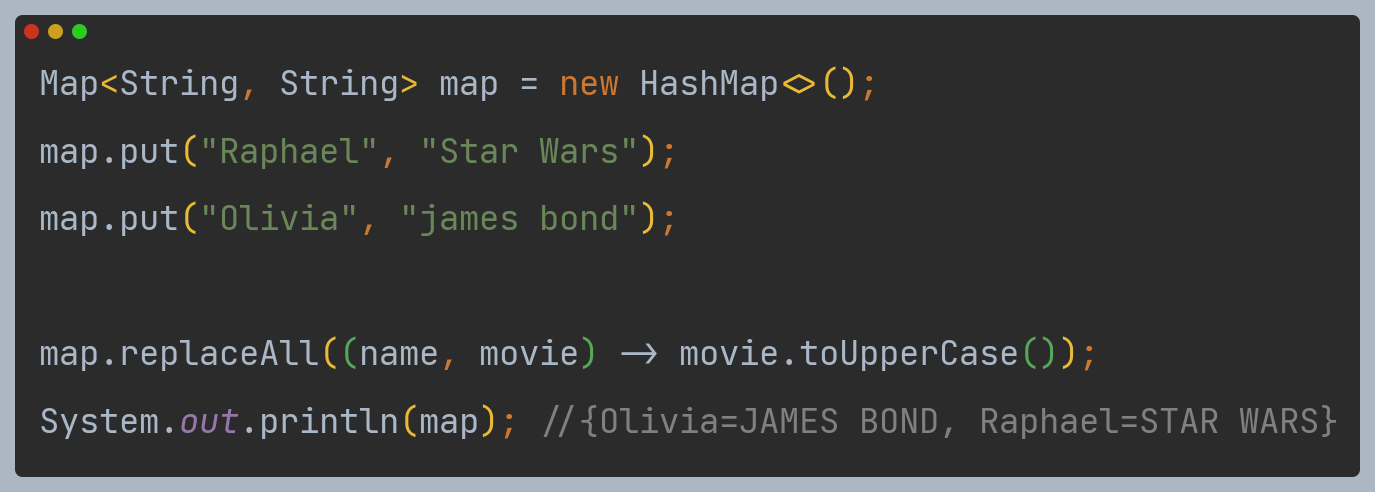 Map<String, String> map = new HashMap<>();
map.put("Raphael", "Star Wars");
map.put("Olivia", "james bond");
map.replaceAll((name, movie) -> movie.toUpperCase());
System.out.println(map); //{Olivia=JAMES BOND, Raphael=STAR WARS}